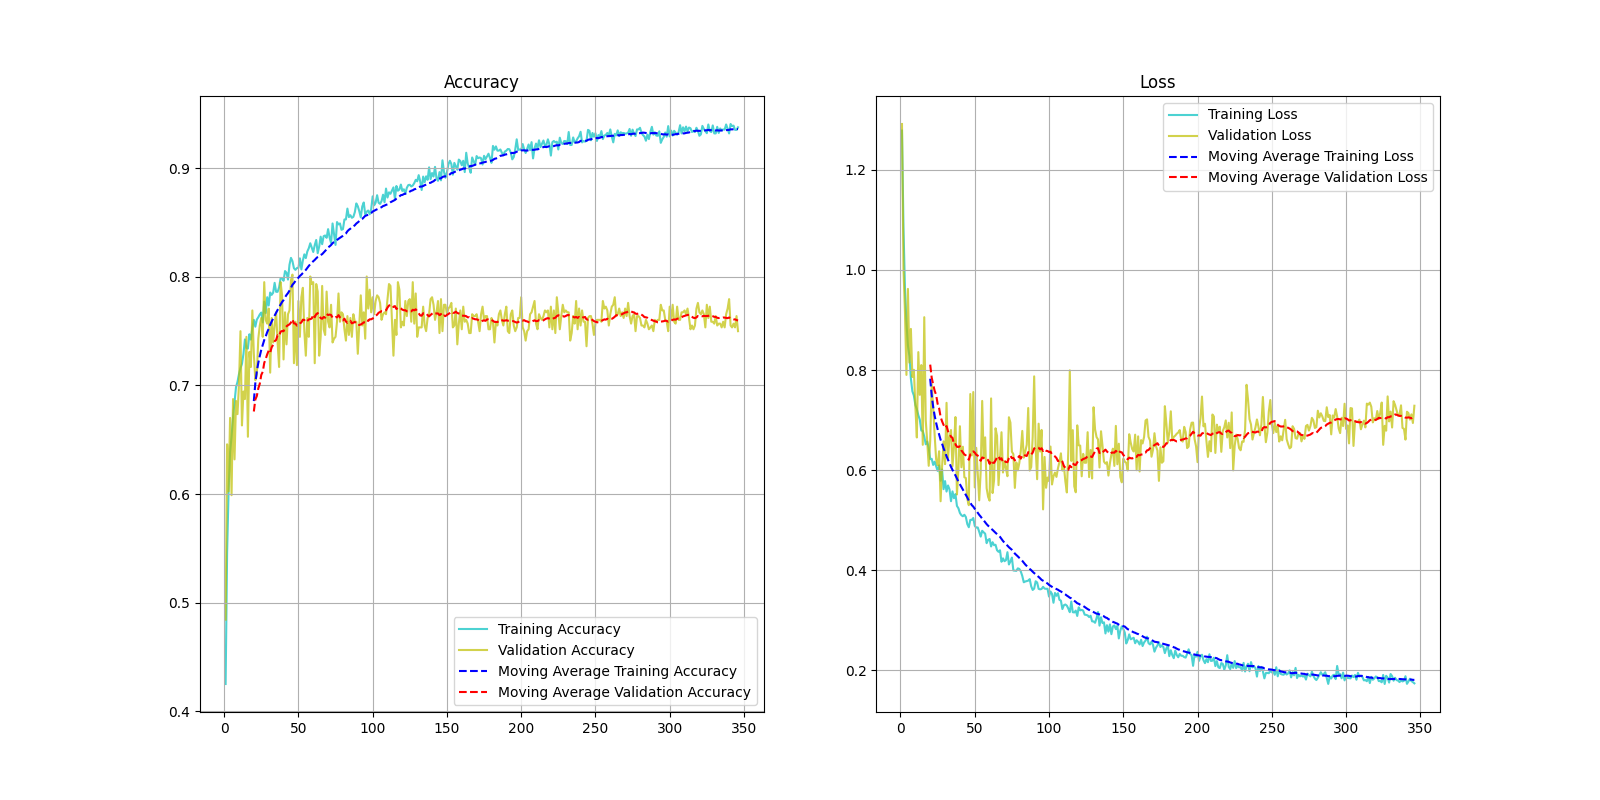 Accuracy
0.9
0.8
0.7
0.6
0.5
0.4
0 50 100 150 200 250 300 350
Training Accuracy
Validation Accuracy
Moving Average Training Accuracy
Moving Average Validation Accuracy
Loss
1.2
1.0
0.8
0.6
0.4
0.2
0 50 100 150 200 250 300 350
Training Loss
Validation Loss
Moving Average Training Loss
Moving Average Validation Loss